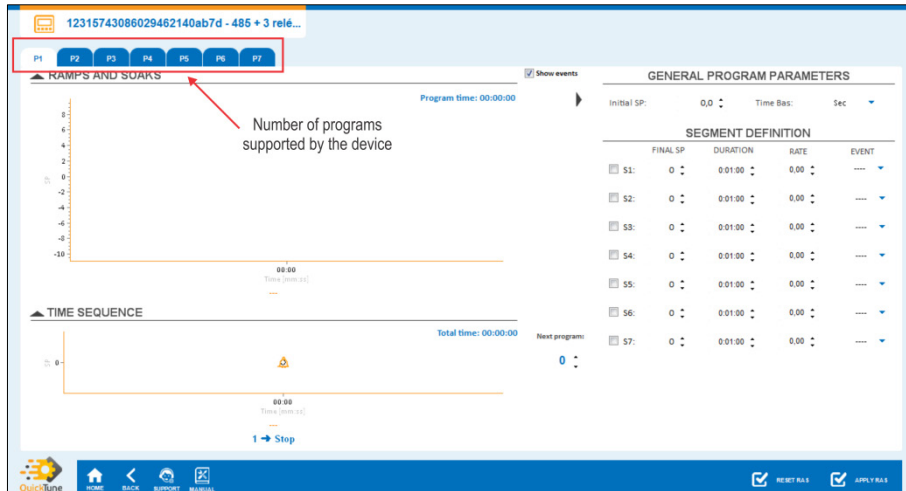 12315743086029462140ab7d - 485 + 3 relé...
P1 P2 P3 P4 P5 P6 P7
RAMPS AND SOAKS
Show events
Program time: 00:00:00
Number of programs
supported by the device
8
6
4
2
0
-2
-4
-6
-8
-10
SP
00:00
Time [mm:ss]
---
TIME SEQUENCE
Total time: 00:00:00
Next program:
0
SP
0
00:00
Time [mm:ss]
1 → Stop
GENERAL PROGRAM PARAMETERS
Initial SP: 0,0 Time Bas: Sec
SEGMENT DEFINITION
FINAL SP DURATION RATE EVENT
S1: 0 0:01:00 0,00 ----
S2: 0 0:01:00 0,00 ----
S3: 0 0:01:00 0,00 ----
S4: 0 0:01:00 0,00 ----
S5: 0 0:01:00 0,00 ----
S6: 0 0:01:00 0,00 ----
S7: 0 0:01:00 0,00 ----
QuickTune
HOME BACK SUPPORT MANUAL
RESET RAS APPLY RAS